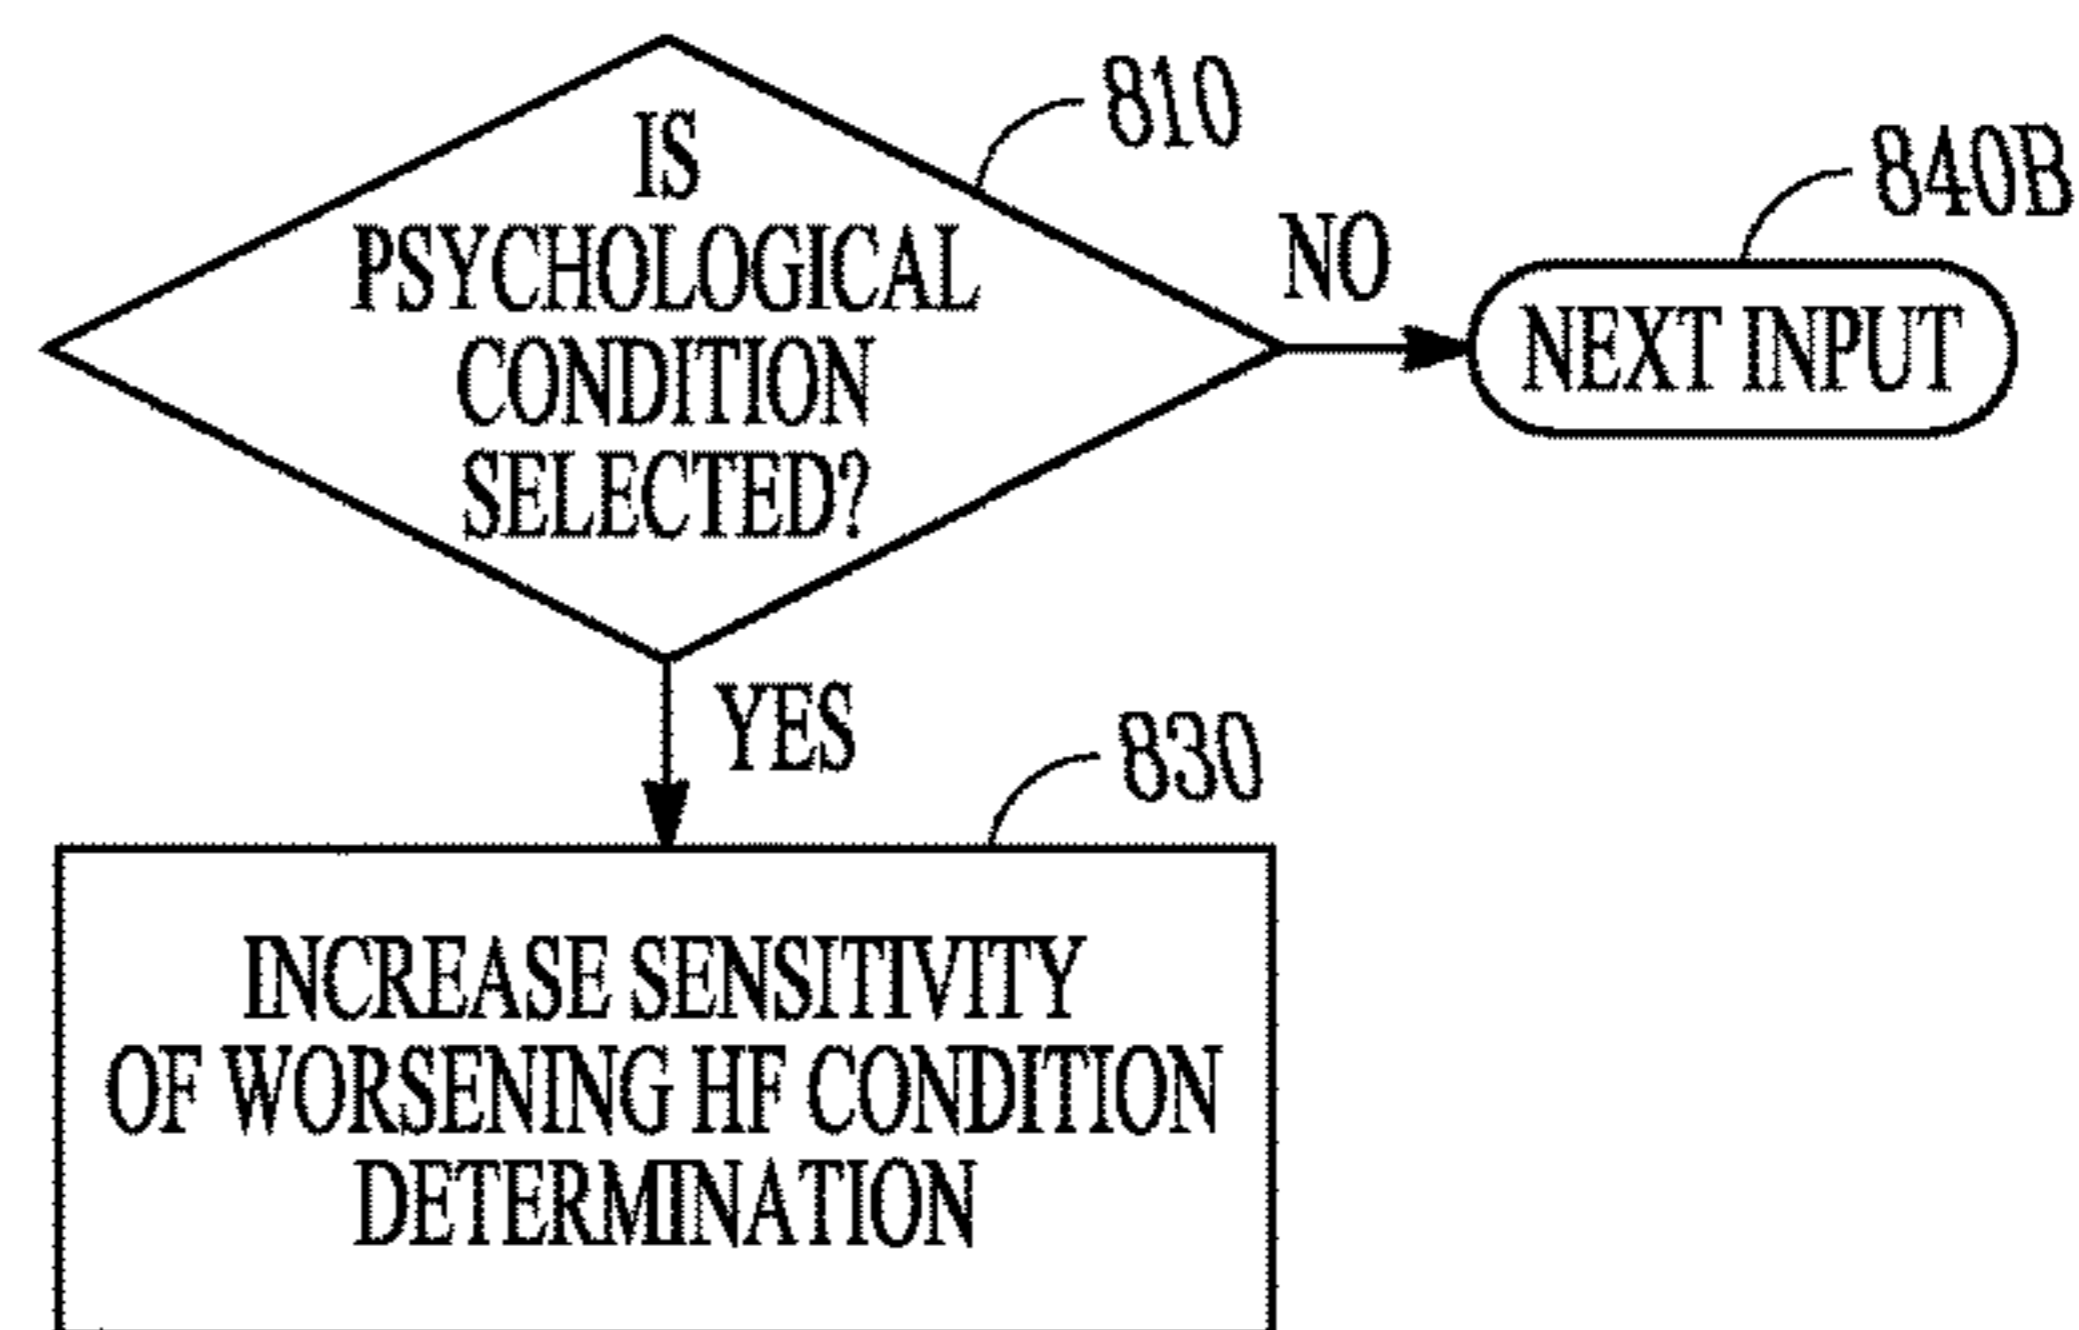 IS
PSYCHOLOGICAL
CONDITION
SELECTED?
810
NO
840B
NEXT INPUT
YES
830
INCREASE SENSITIVITY
OF WORSENING HF CONDITION
DETERMINATION